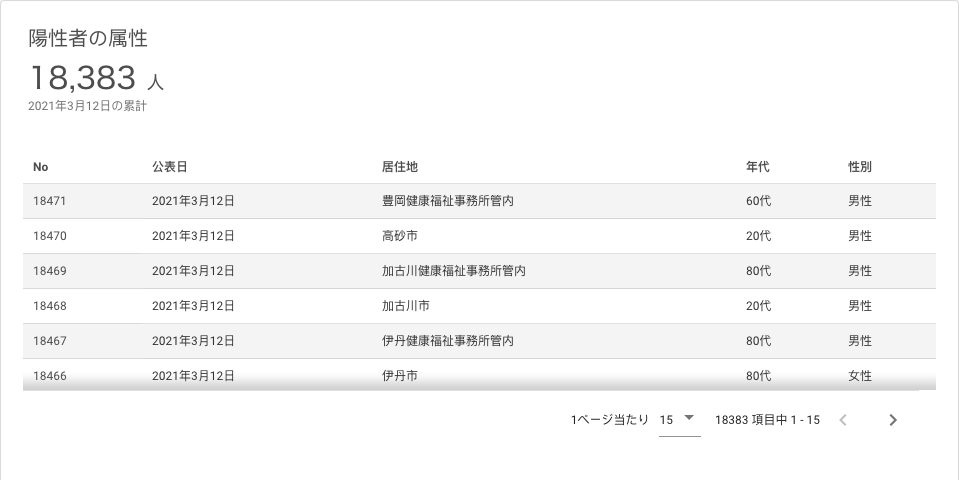 陽性者の属性
18,383 人
2021年3月12日の累計
No 公表日 居住地 年代 性別
18471 2021年3月12日 豊岡健康福祉事務所管内 60代 男性
18470 2021年3月12日 高砂市 20代 男性
18469 2021年3月12日 加古川健康福祉事務所管内 80代 男性
18468 2021年3月12日 加古川市 20代 男性
18467 2021年3月12日 伊丹健康福祉事務所管内 80代 男性
18466 2021年3月12日 伊丹市 80代 女性
1ページ当たり 15 18383 項目中 1 - 15